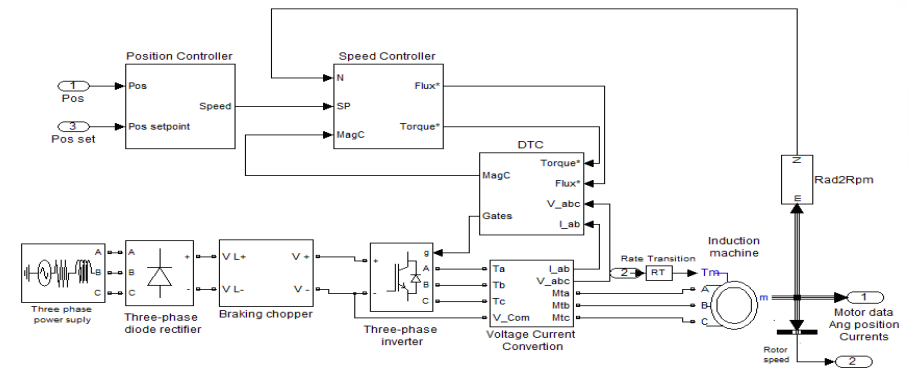 Position Controller
Speed Controller
1
Pos
Pos
Speed
3
Pos set
Pos setpoint
N
SP
MagC
Flux*
Torque*
DTC
MagC
Gates
Torque*
Flux*
V_abc
I_ab
N
m
Rad2Rpm
A
B
C
Three phase
power suply
A
B
C
+
-
Three-phase
diode rectifier
V L+
V L-
V +
V -
Braking chopper
g
+
-
A
B
C
Three-phase
inverter
Ta
Tb
Tc
V_Com
I_ab
V_abc
Mta
Mtb
Mtc
Voltage Current
Convertion
Rate Transition
2
RT
Induction
machine
Tm
A
B
C
m
1
Motor data
Ang position
Currents
Rotor
speed
2